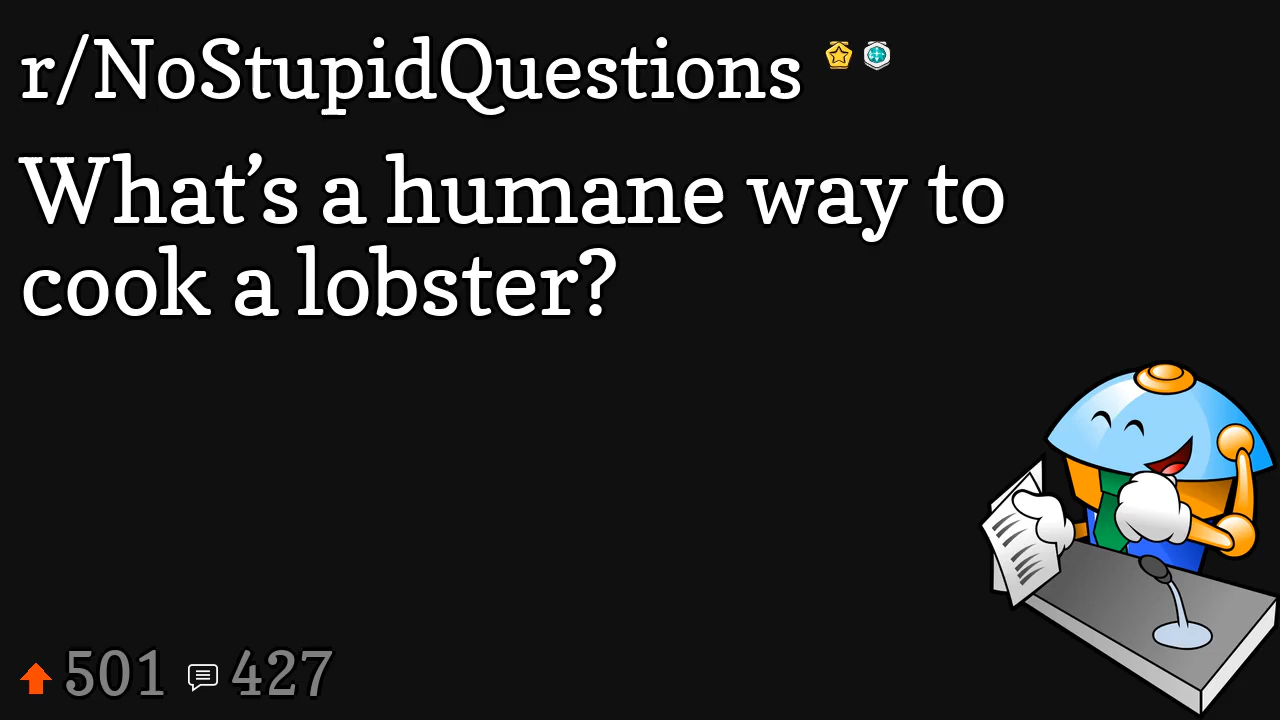 r/NoStupidQuestions
What’s a humane way to
cook a lobster?
501 427